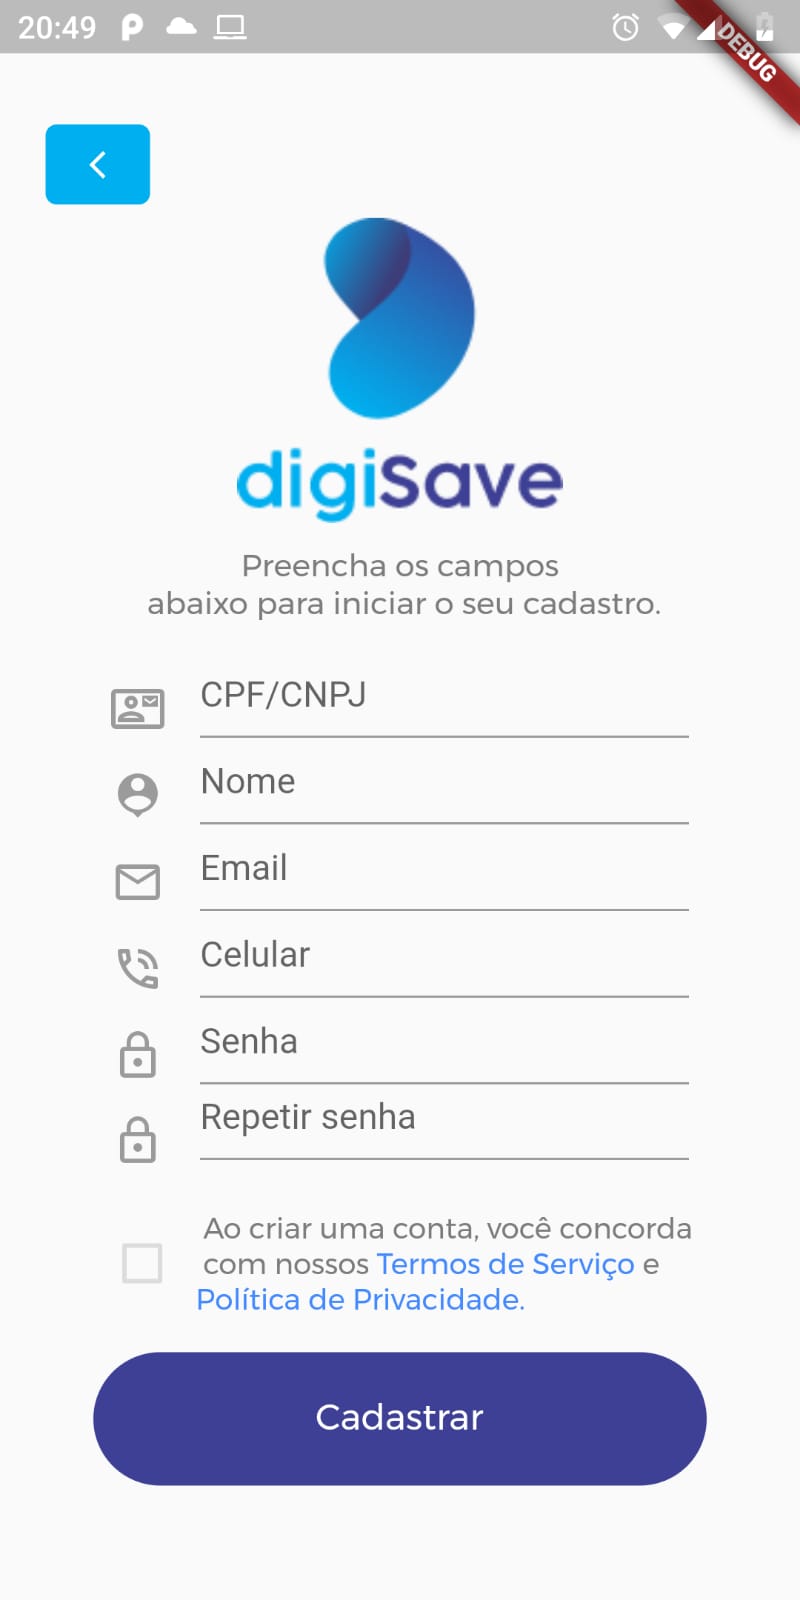 20:49
DEBUG
digiSave
Preencha os campos
abaixo para iniciar o seu cadastro.
CPF/CNPJ
Nome
Email
Celular
Senha
Repetir senha
Ao criar uma conta, você concorda
com nossos Termos de Serviço e
Política de Privacidade.
Cadastrar